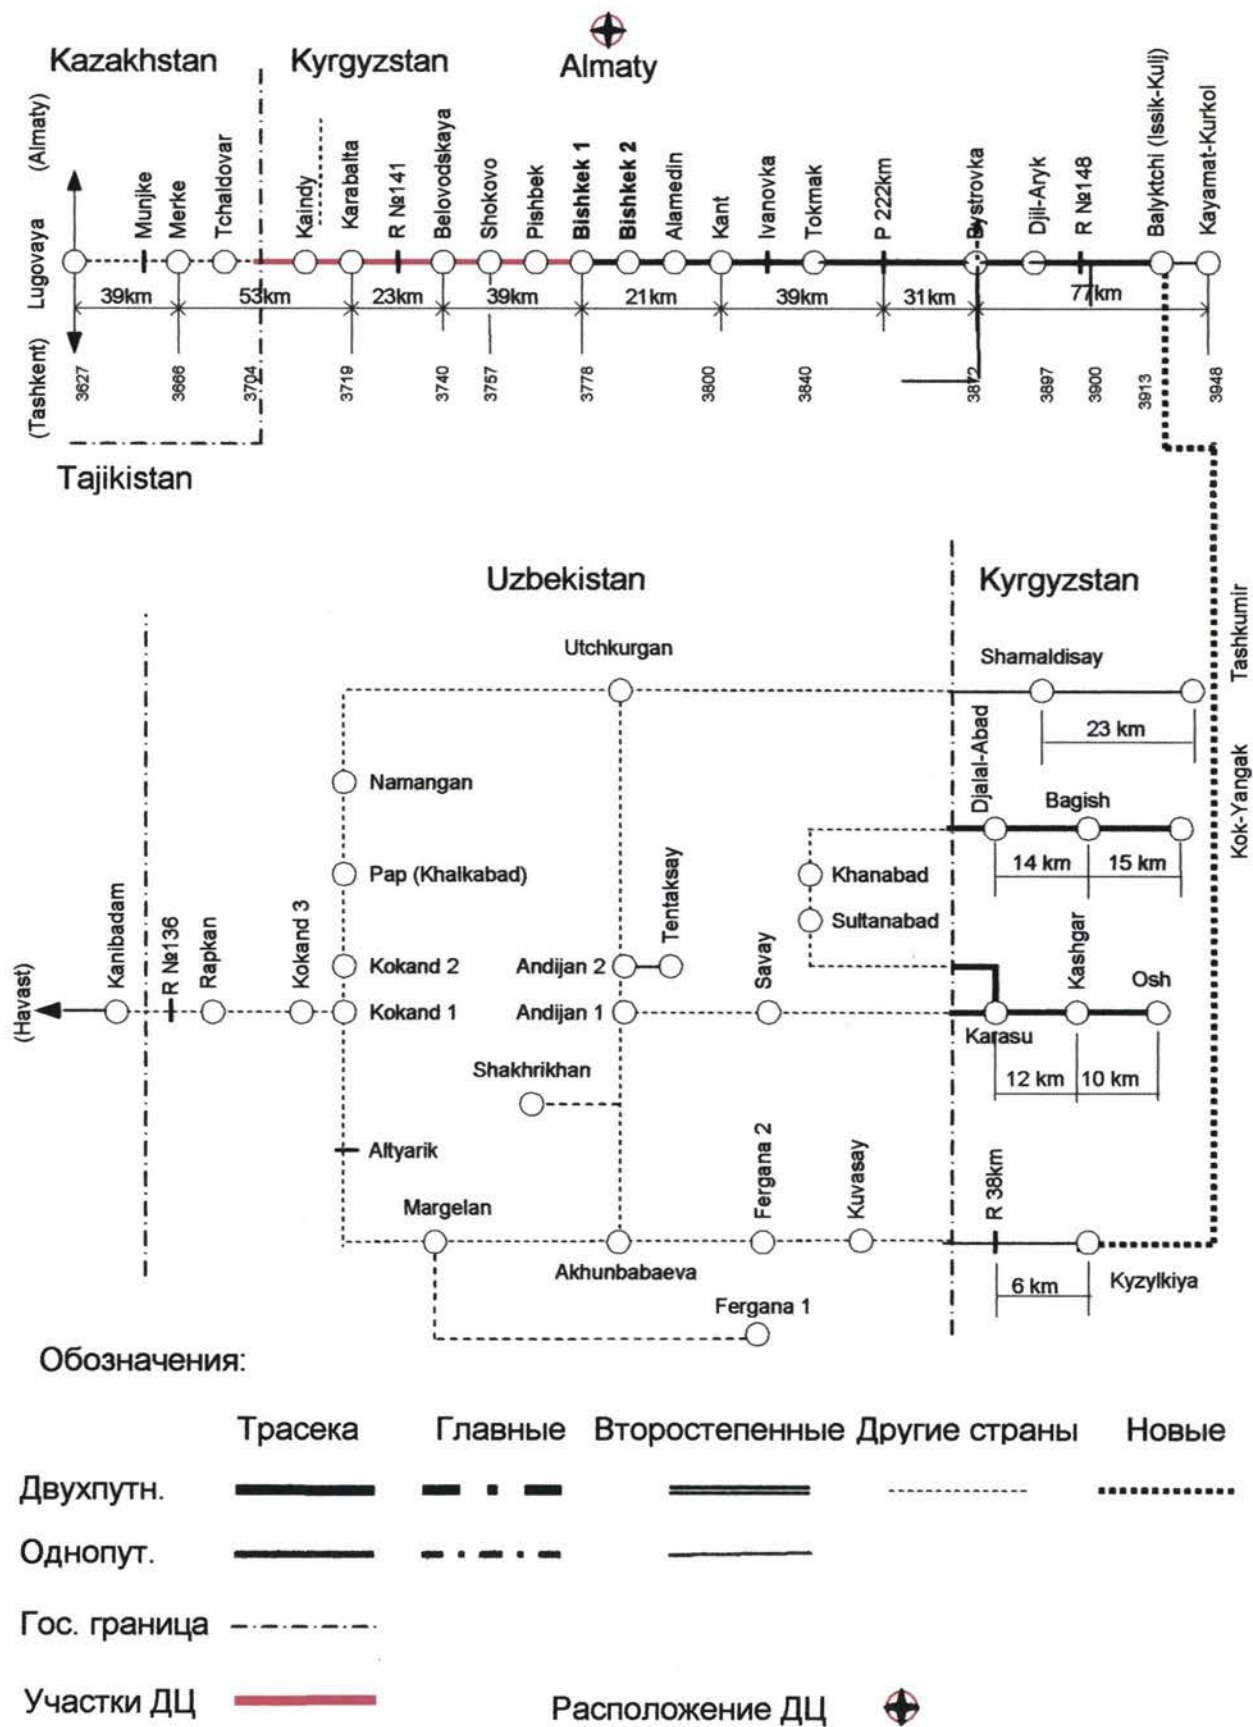 Kazakhstan
Kyrgyzstan
Almaty
(Almaty)
Lugovaya
(Tashkent)
Munjke
Merke
Tchaldovar
Kaindy
Karabalta
R №141
Belovodskaya
Shokovo
Pishbek
Bishkek 1
Bishkek 2
Alamedin
Kant
Ivanovka
Tokmak
P 222km
Bystrovka
Djil-Aryk
R №148
Balyktchi (Issik-Kulj)
Kayamat-Kurkol
39km
53km
23km
39km
21km
39km
31km
77km
3627
3666
3704
3719
3740
3757
3778
3800
3840
3872
3897
3900
3913
3948
Tajikistan
Uzbekistan
Kyrgyzstan
Tashkumir
Kok-Yangak
Utchkurgan
Shamaldisay
23 km
Namangan
Djalal-Abad
Bagish
14 km
15 km
Pap (Khalkabad)
Khanabad
Sultanabad
Kanibadam
R №136
Rapkan
Kokand 3
Kokand 2
Andijan 2
Tentaksay
Savay
Kashgar
Osh
(Havast)
Kokand 1
Andijan 1
Karasu
12 km
10 km
Shakhrikhan
Altyarik
Margelan
Fergana 2
Kuvasay
R 38km
Akhunbabaeva
Kyzylkiya
6 km
Fergana 1
Обозначения:
Трасека
Главные
Второстепенные
Другие страны
Новые
Двухпутн.
Однопут.
Гос. граница
Участки ДЦ
Расположение ДЦ